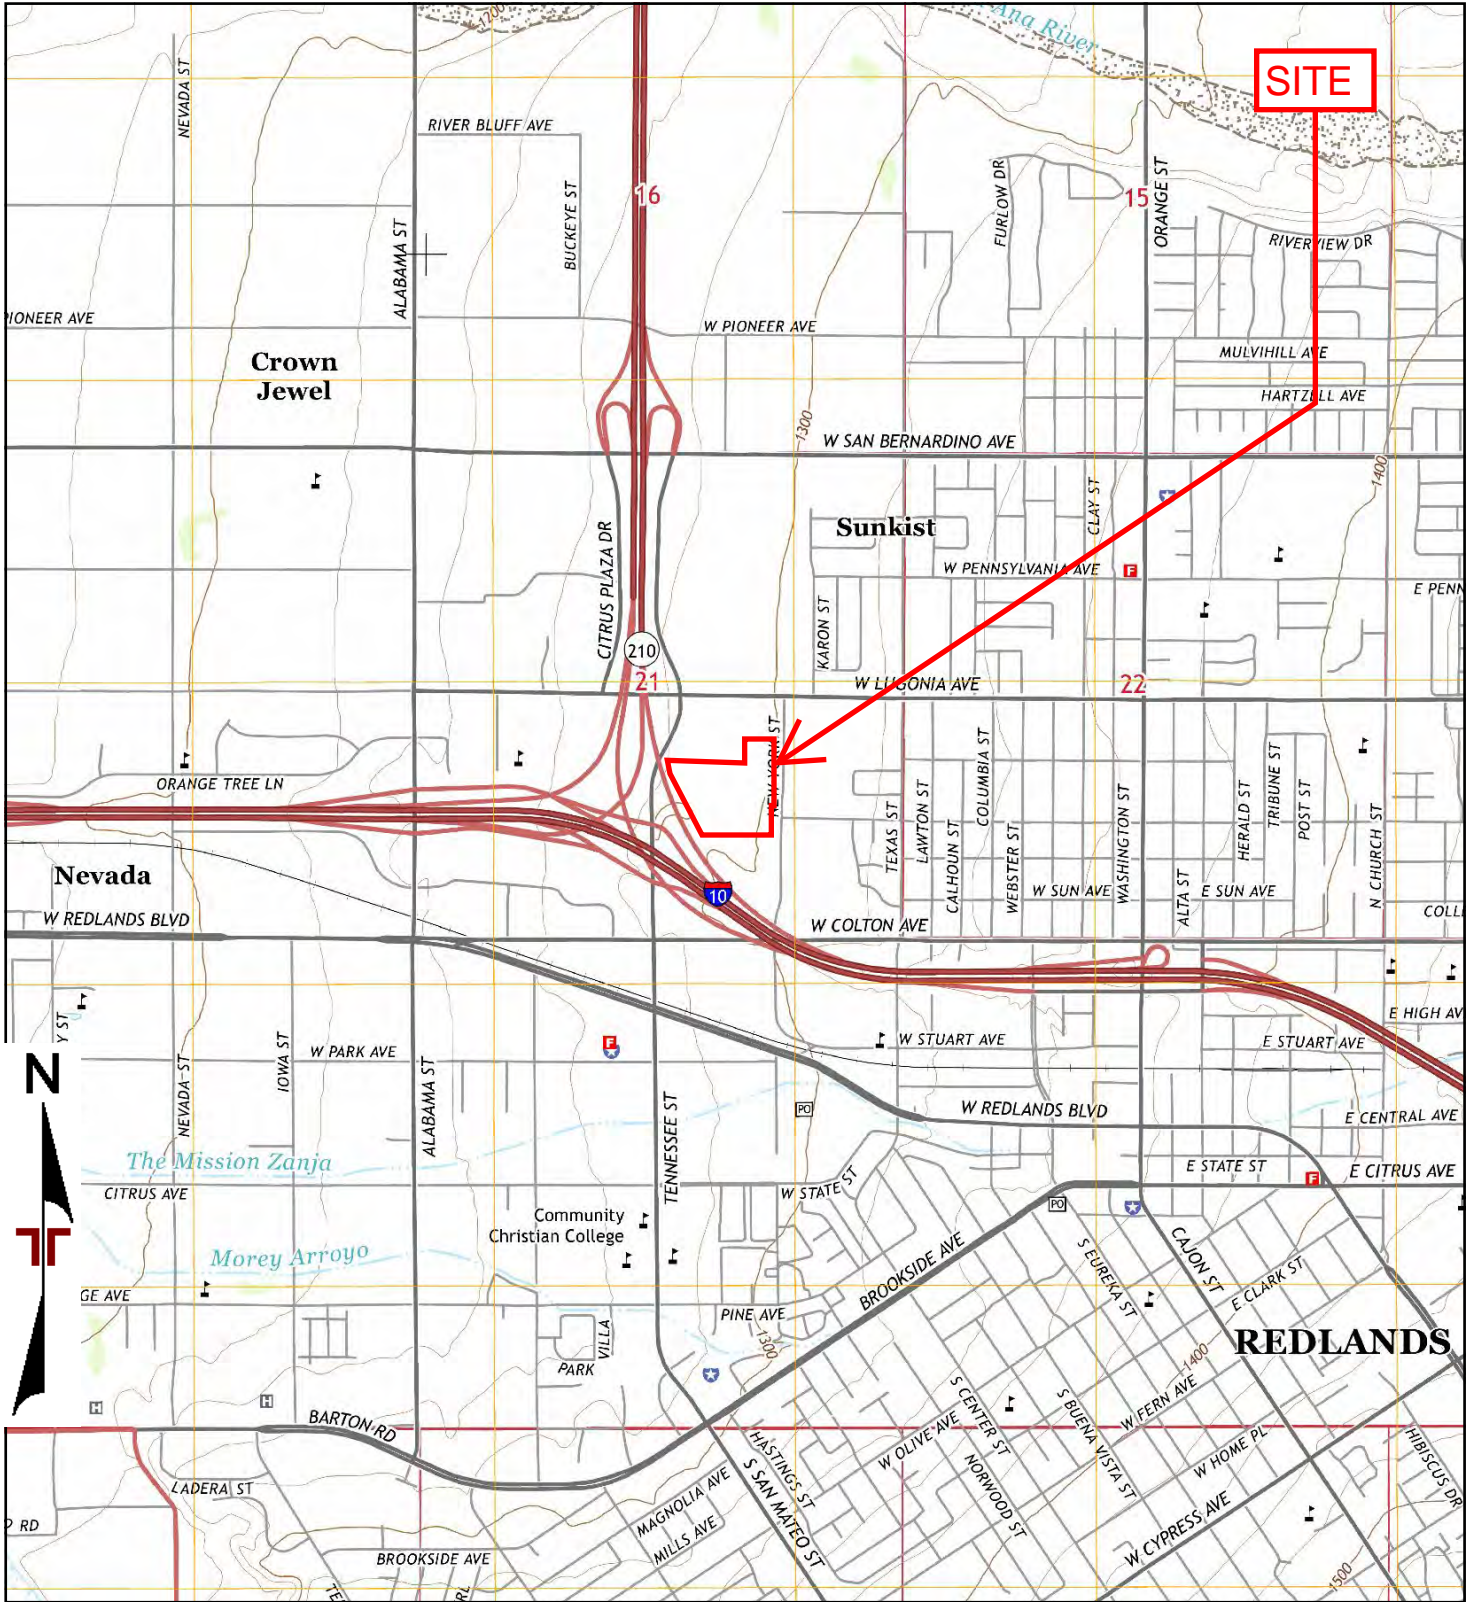 1200
Ana River
SITE
NEVADA ST
RIVER BLUFF AVE
BUCKEYE ST
16
FURLOW DR
15
ORANGE ST
ALABAMA ST
RIVERVIEW DR
PIONEER AVE
W PIONEER AVE
Crown
Jewel
MULVIHILL AVE
HARTZELL AVE
1300
W SAN BERNARDINO AVE
1400
CLAY ST
Sunkist
CITRUS PLAZA DR
W PENNSYLVANIA AVE
F
E PENN
KARON ST
210
21
W LUGONIA AVE
22
NEW YORK ST
ORANGE TREE LN
TEXAS ST
LAWTON ST
CALHOUN ST
COLUMBIA ST
WEBSTER ST
WASHINGTON ST
ALTA ST
HERALD ST
TRIBUNE ST
POST ST
N CHURCH ST
Nevada
10
W SUN AVE
E SUN AVE
W REDLANDS BLVD
W COLTON AVE
COLL
Y ST
E HIGH AV
N
NEVADA ST
IOWA ST
W PARK AVE
ALABAMA ST
F
W STUART AVE
E STUART AVE
TENNESSEE ST
PO
W REDLANDS BLVD
E CENTRAL AVE
The Mission Zanja
CITRUS AVE
W STATE ST
E STATE ST
F
E CITRUS AVE
PO
Community
Christian College
Morey Arroyo
BROOKSIDE AVE
S EUREKA ST
CAJON ST
E CLARK ST
GE AVE
PINE AVE
1300
VILLA
PARK
REDLANDS
1400
H
H
BARTON RD
S CENTER ST
S BUENA VISTA ST
W FERN AVE
W OLIVE AVE
W HOME PL
HIBISCUS DR
LADERA ST
HASTINGS ST
S SAN MATEO ST
NORWOOD ST
MAGNOLIA AVE
MILLS AVE
W CYPRESS AVE
RD
BROOKSIDE AVE
TE
RL
1500